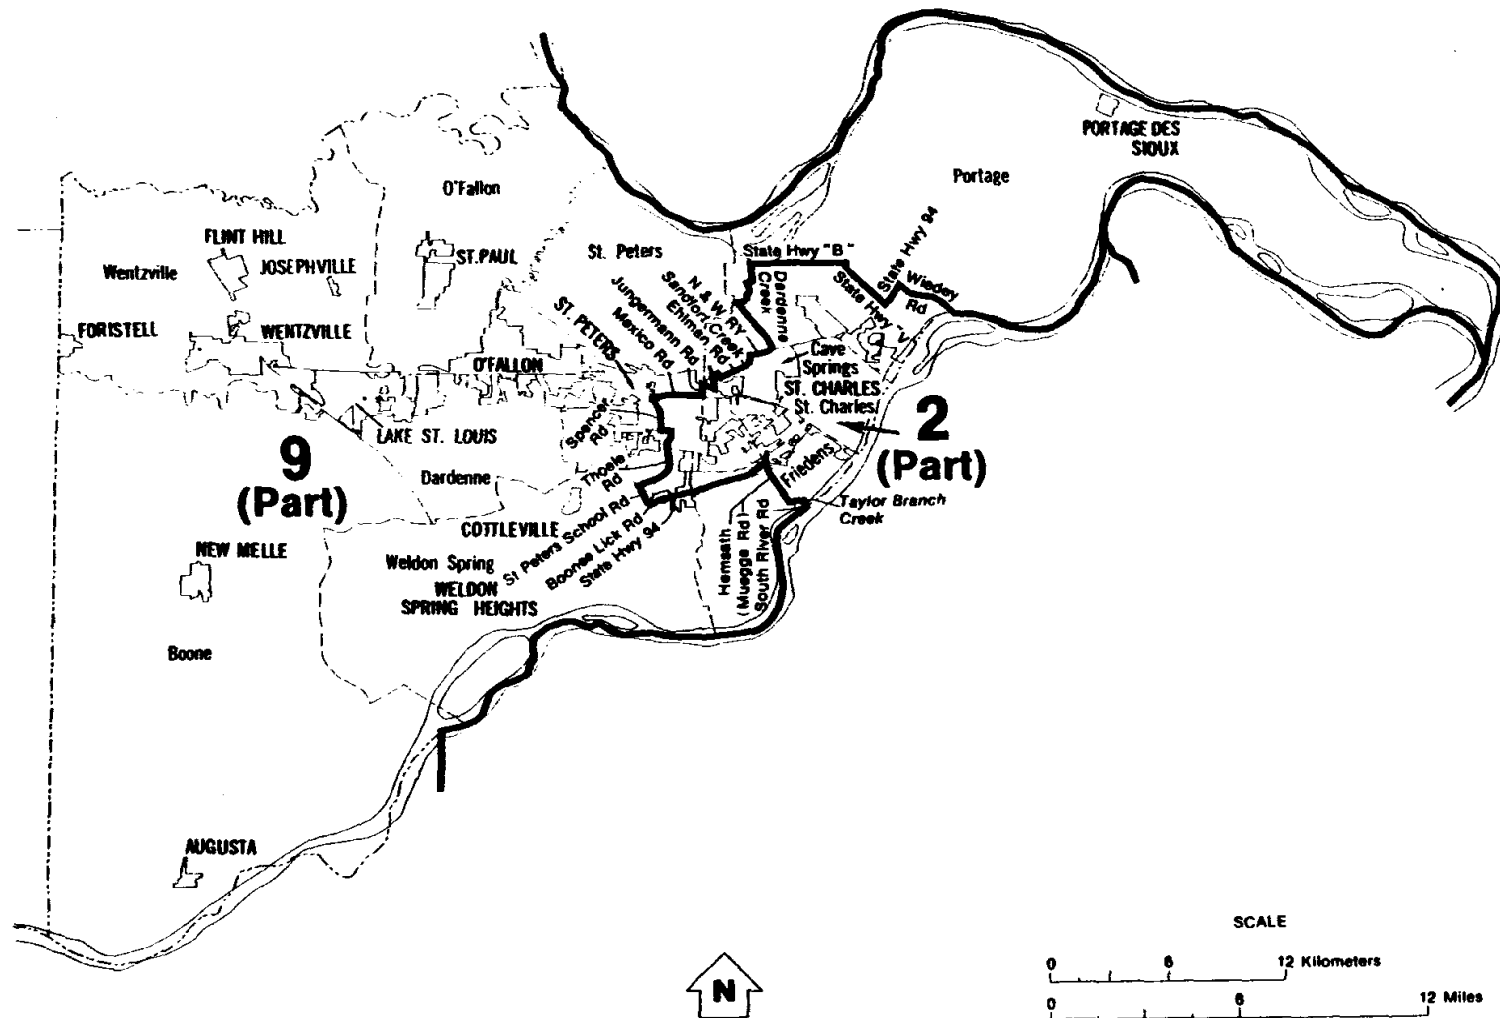 PORTAGE DES
SIOUX
Portage
O'Fallon
FLINT HILL
ST. PAUL
St. Peters
State Hwy "B"
State Hwy 94
Wentzville
JOSEPHVILLE
N & W RY
Sandfort Creek
Ehlman Rd
Jungermann Rd
Mexico Rd
ST. PETERS
Dardenne
Creek
State Hwy "V"
Wieday
Rd
FORISTELL
WENTZVILLE
O'FALLON
Cave
Springs
ST. CHARLES
St. Charles
2
(Part)
LAKE ST. LOUIS
Spencer
Rd
9
(Part)
Dardenne
Thoele
Rd
Friedens
Taylor Branch
Creek
COTTLEVILLE
St Peters School Rd
Boones Lick Rd
State Hwy 94
Hemsath
(Muegge Rd)
South River Rd
NEW MELLE
Weldon Spring
WELDON
SPRING HEIGHTS
Boone
AUGUSTA
N
SCALE
0 6 12 Kilometers
0 6 12 Miles